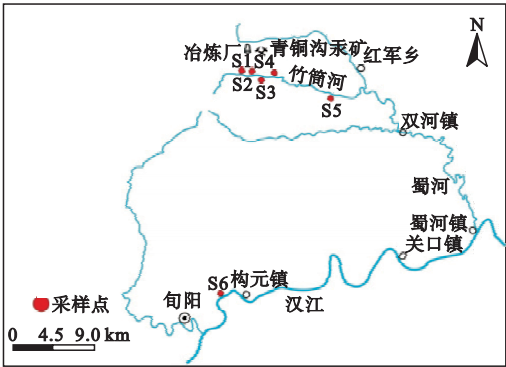 N
冶炼厂 青铜沟汞矿
红军乡
S1 S4
竹筒河
S2 S3
S5
双河镇
蜀河
蜀河镇
关口镇
S6 构元镇
采样点
旬阳
汉江
0 4.5 9.0 km